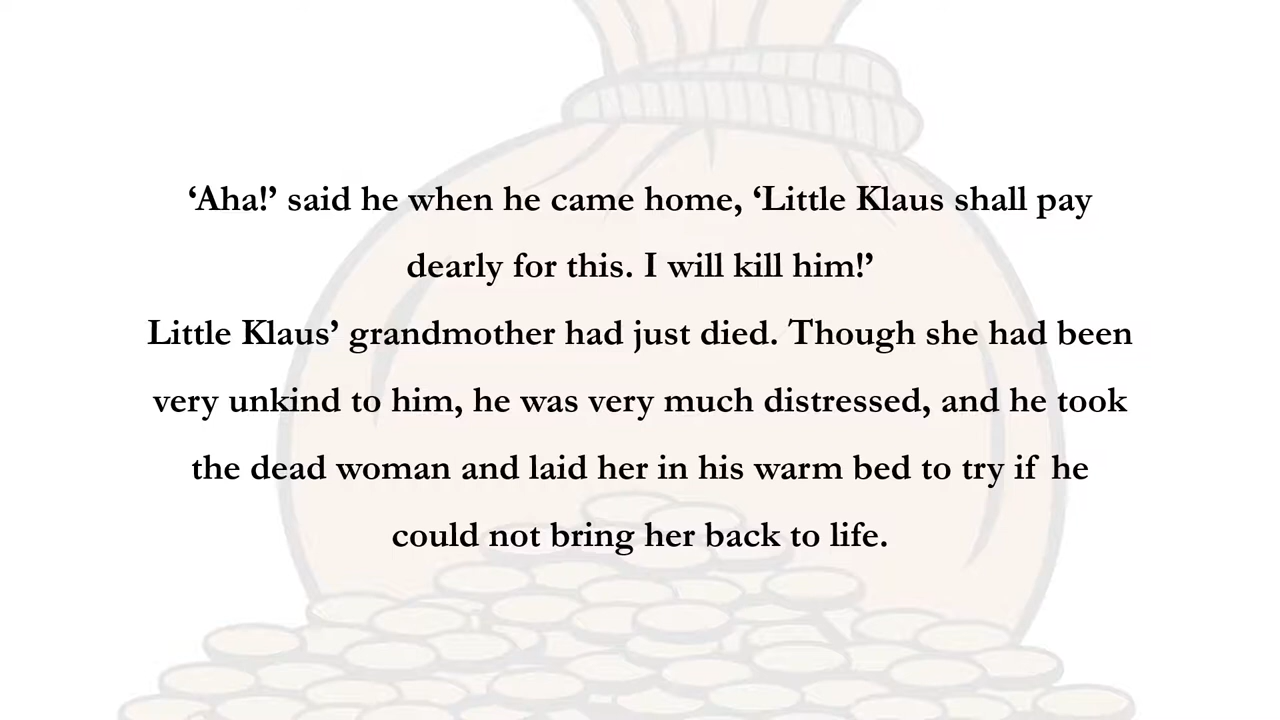 ‘Aha!’ said he when he came home, ‘Little Klaus shall pay
dearly for this. I will kill him!’
Little Klaus’ grandmother had just died. Though she had been
very unkind to him, he was very much distressed, and he took
the dead woman and laid her in his warm bed to try if he
could not bring her back to life.